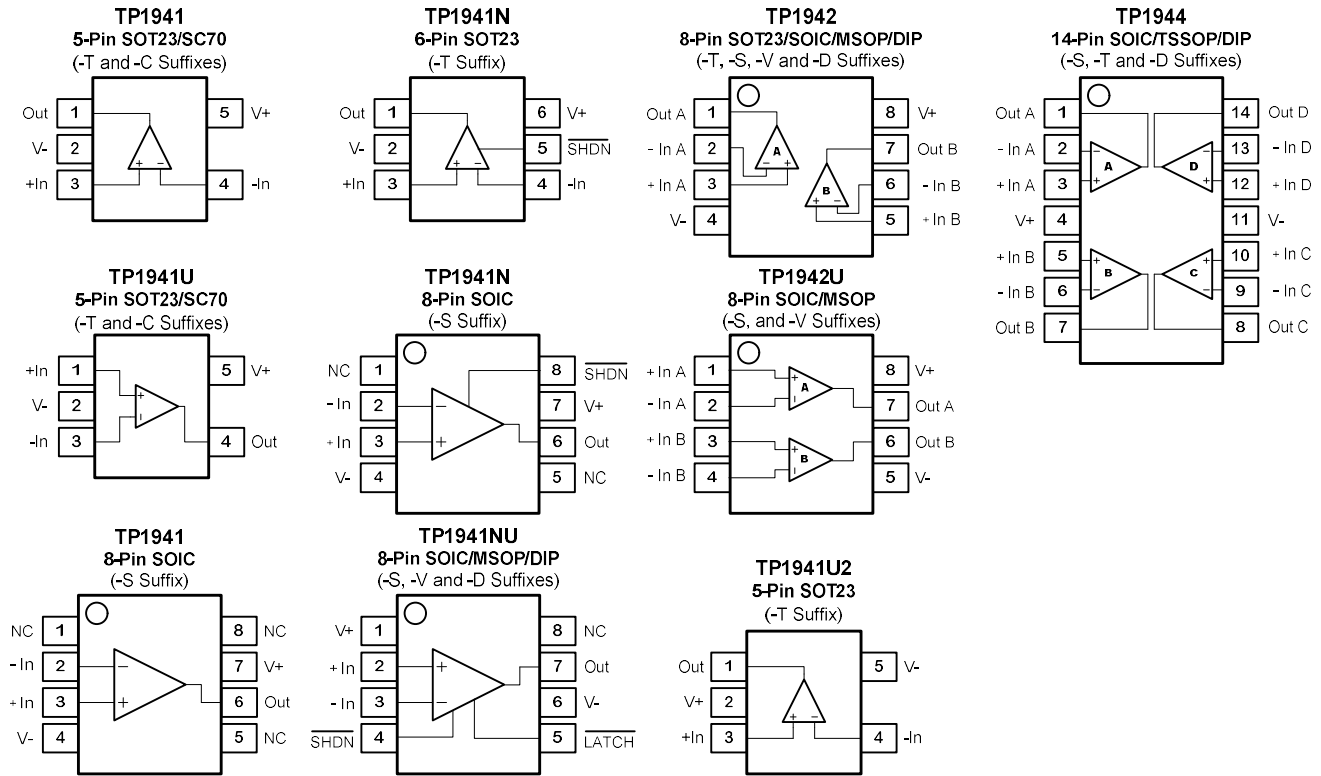 TP1941
5-Pin SOT23/SC70
(-T and -C Suffixes)
Out 1
V- 2
+In 3
5 V+
4 -In
+ -
TP1941N
6-Pin SOT23
(-T Suffix)
Out 1
V- 2
+In 3
6 V+
5 SHDN
4 -In
+ -
TP1942
8-Pin SOT23/SOIC/MSOP/DIP
(-T, -S, -V and -D Suffixes)
Out A 1
- In A 2
+ In A 3
V- 4
8 V+
7 Out B
6 - In B
5 + In B
A
- +
B
+ -
TP1944
14-Pin SOIC/TSSOP/DIP
(-S, -T and -D Suffixes)
Out A 1
- In A 2
+ In A 3
V+ 4
+ In B 5
- In B 6
Out B 7
14 Out D
13 - In D
12 + In D
11 V-
10 + In C
9 - In C
8 Out C
- A + - D +
+ B - + C -
TP1941U
5-Pin SOT23/SC70
(-T and -C Suffixes)
+In 1
V- 2
-In 3
5 V+
4 Out
+ -
TP1941N
8-Pin SOIC
(-S Suffix)
NC 1
- In 2
+ In 3
V- 4
8 SHDN
7 V+
6 Out
5 NC
- +
TP1942U
8-Pin SOIC/MSOP
(-S, and -V Suffixes)
+ In A 1
- In A 2
+ In B 3
- In B 4
8 V+
7 Out A
6 Out B
5 V-
+ A -
+ B -
TP1941
8-Pin SOIC
(-S Suffix)
NC 1
- In 2
+ In 3
V- 4
8 NC
7 V+
6 Out
5 NC
- +
TP1941NU
8-Pin SOIC/MSOP/DIP
(-S, -V and -D Suffixes)
V+ 1
+ In 2
- In 3
SHDN 4
8 NC
7 Out
6 V-
5 LATCH
+ -
TP1941U2
5-Pin SOT23
(-T Suffix)
Out 1
V+ 2
+In 3
5 V-
4 -In
+ -